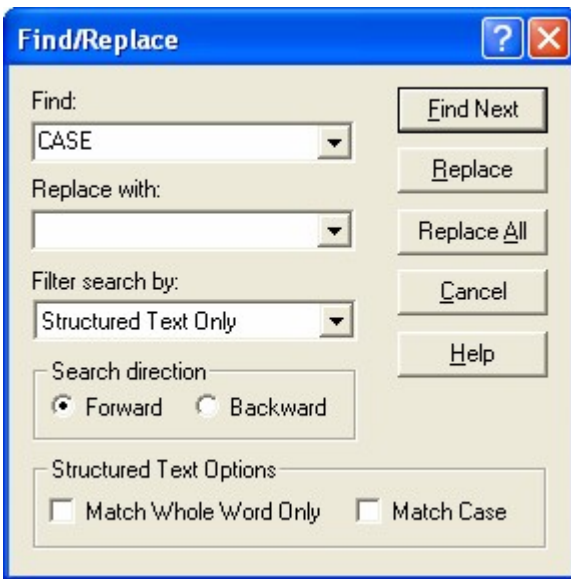 Find/Replace
?
X
Find:
CASE
Find Next
Replace with:
Replace
Replace All
Filter search by:
Structured Text Only
Cancel
Search direction
Help
Forward
Backward
Structured Text Options
Match Whole Word Only
Match Case